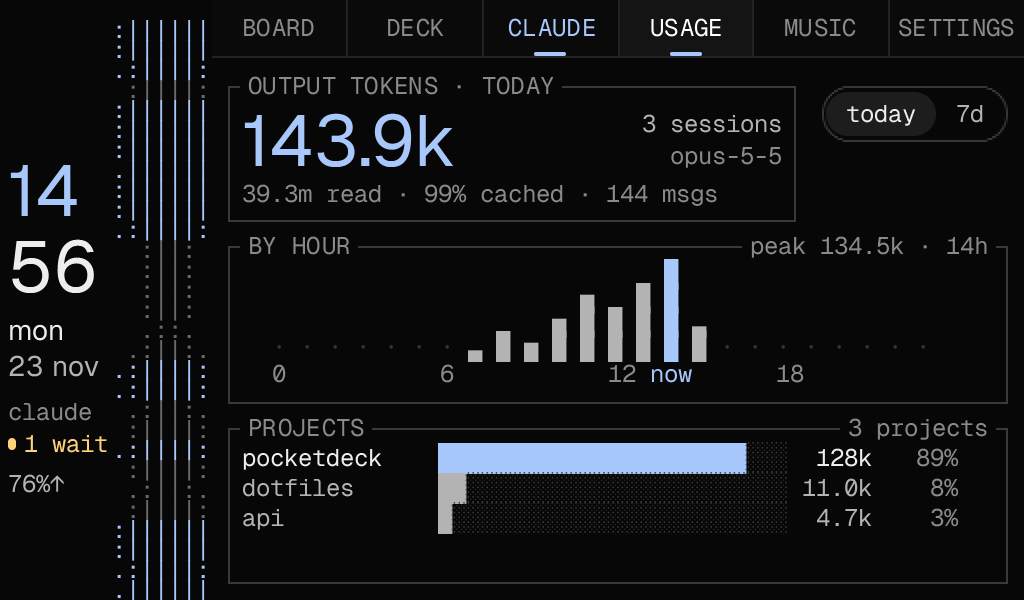 14
56
mon
23 nov
claude
1 wait
76%↑
BOARD DECK CLAUDE USAGE MUSIC SETTINGS
OUTPUT TOKENS · TODAY
143.9k
3 sessions
opus-5-5
39.3m read · 99% cached · 144 msgs
today 7d
BY HOUR
peak 134.5k · 14h
0 6 12 now 18
PROJECTS
3 projects
pocketdeck 128k 89%
dotfiles 11.0k 8%
api 4.7k 3%